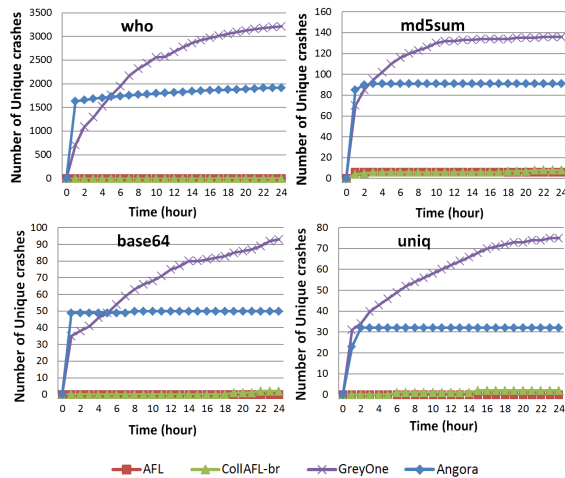 who
Number of Unique crashes
3500
3000
2500
2000
1500
1000
500
0
0 2 4 6 8 10 12 14 16 18 20 22 24
Time (hour)
md5sum
Number of Unique crashes
160
140
120
100
80
60
40
20
0
0 2 4 6 8 10 12 14 16 18 20 22 24
Time (hour)
base64
Number of Unique crashes
100
90
80
70
60
50
40
30
20
10
0
0 2 4 6 8 10 12 14 16 18 20 22 24
Time (hour)
uniq
Number of Unique crashes
80
70
60
50
40
30
20
10
0
0 2 4 6 8 10 12 14 16 18 20 22 24
Time (hour)
AFL CollAFL-br GreyOne Angora